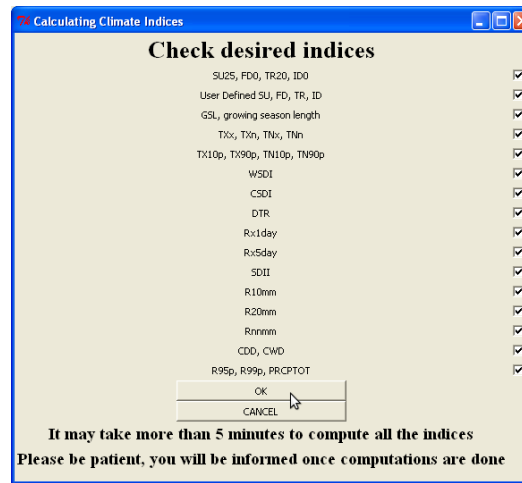 Calculating Climate Indices
Check desired indices
SU25, FD0, TR20, ID0
User Defined SU, FD, TR, ID
GSL, growing season length
TXx, TXn, TNx, TNn
TX10p, TX90p, TN10p, TN90p
WSDI
CSDI
DTR
Rx1day
Rx5day
SDII
R10mm
R20mm
Rnnmm
CDD, CWD
R95p, R99p, PRCPTOT
OK
CANCEL
It may take more than 5 minutes to compute all the indices
Please be patient, you will be informed once computations are done